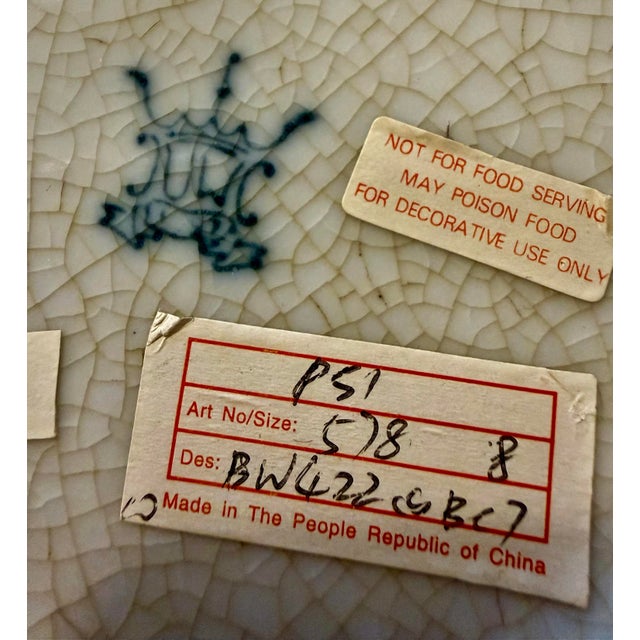 NOT FOR FOOD SERVING
MAY POISON FOOD
FOR DECORATIVE USE ONLY
P51
Art No/Size: 578 8
Des: BW422
Made in The People Republic of China